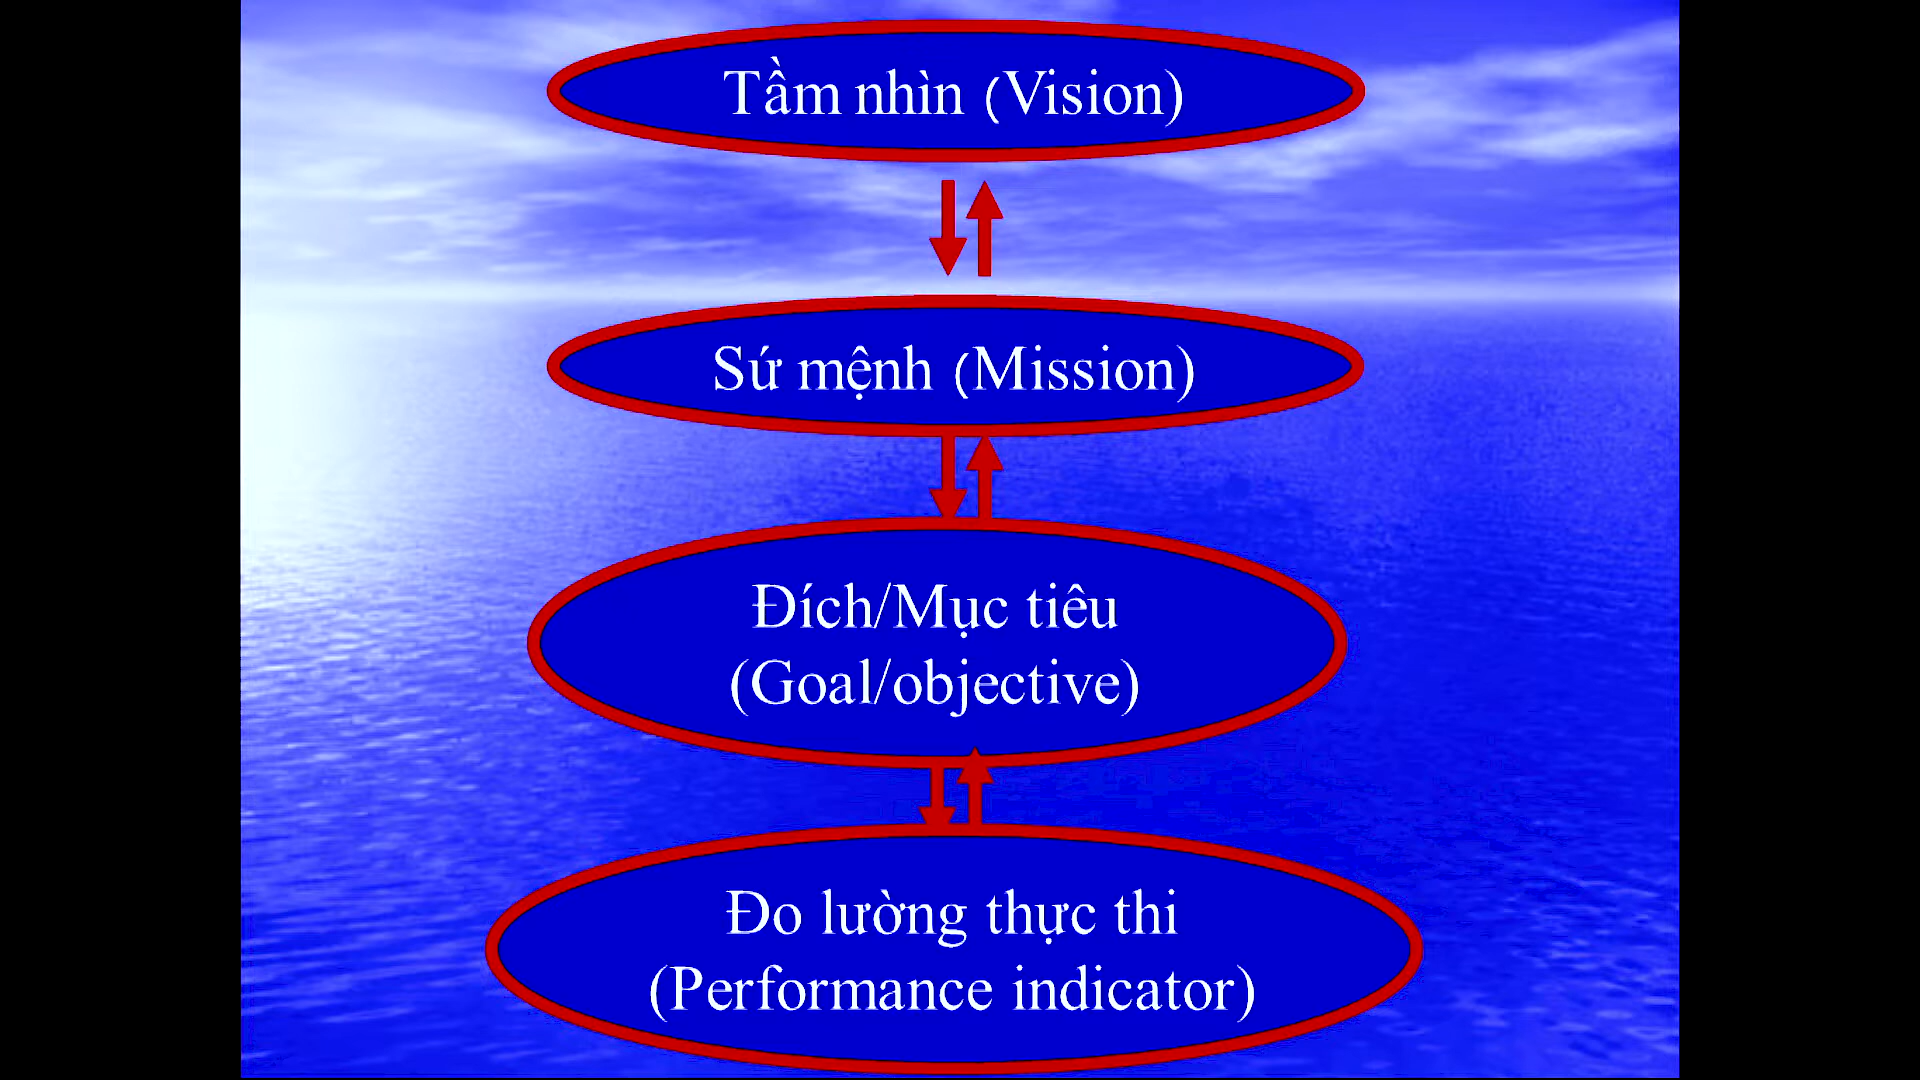 Tầm nhìn (Vision)
Sứ mệnh (Mission)
Đích/Mục tiêu
(Goal/objective)
Đo lường thực thi
(Performance indicator)